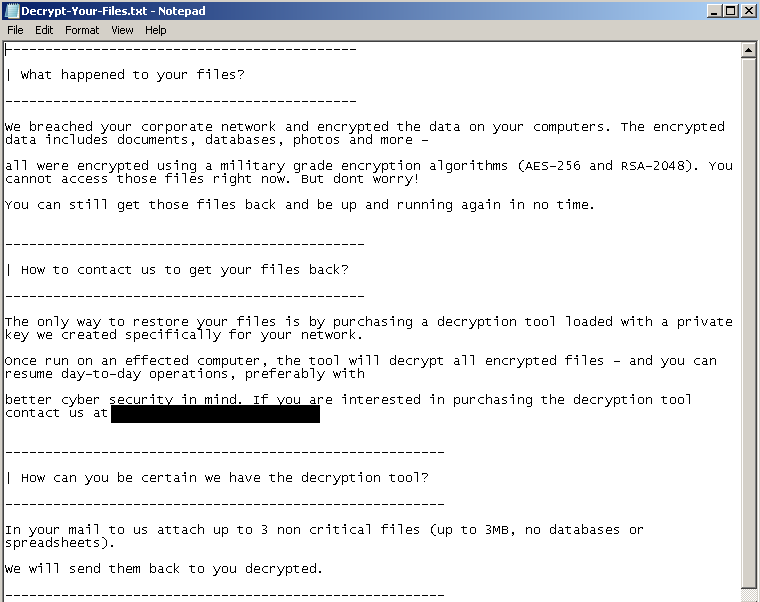 Decrypt-Your-Files.txt - Notepad
File Edit Format View Help
--------------------------------------------
| What happened to your files?
--------------------------------------------
We breached your corporate network and encrypted the data on your computers. The encrypted
data includes documents, databases, photos and more -
all were encrypted using a military grade encryption algorithms (AES-256 and RSA-2048). You
cannot access those files right now. But dont worry!
You can still get those files back and be up and running again in no time.
---------------------------------------------
| How to contact us to get your files back?
---------------------------------------------
The only way to restore your files is by purchasing a decryption tool loaded with a private
key we created specifically for your network.
Once run on an effected computer, the tool will decrypt all encrypted files - and you can
resume day-to-day operations, preferably with
better cyber security in mind. If you are interested in purchasing the decryption tool
contact us at
-------------------------------------------------------
| How can you be certain we have the decryption tool?
-------------------------------------------------------
In your mail to us attach up to 3 non critical files (up to 3MB, no databases or
spreadsheets).
We will send them back to you decrypted.
-------------------------------------------------------